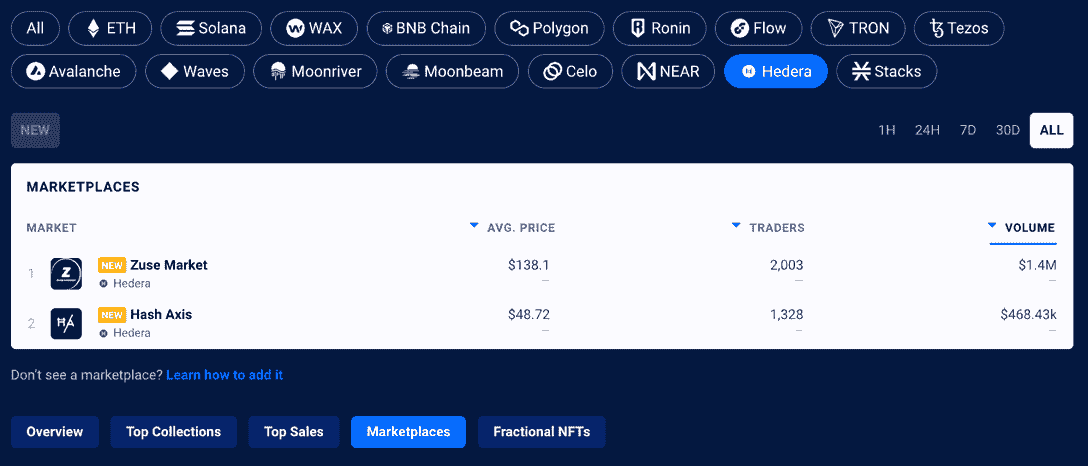 All ETH Solana WAX BNB Chain Polygon Ronin Flow TRON Tezos
Avalanche Waves Moonriver Moonbeam Celo NEAR Hedera Stacks
NEW 1H 24H 7D 30D ALL
MARKETPLACES
MARKET AVG. PRICE TRADERS VOLUME
1 Z NEW Zuse Market $138.1 2,003 $1.4M
Hedera – – –
2 NEW Hash Axis $48.72 1,328 $468.43k
Hedera – – –
Don't see a marketplace? Learn how to add it
Overview Top Collections Top Sales Marketplaces Fractional NFTs